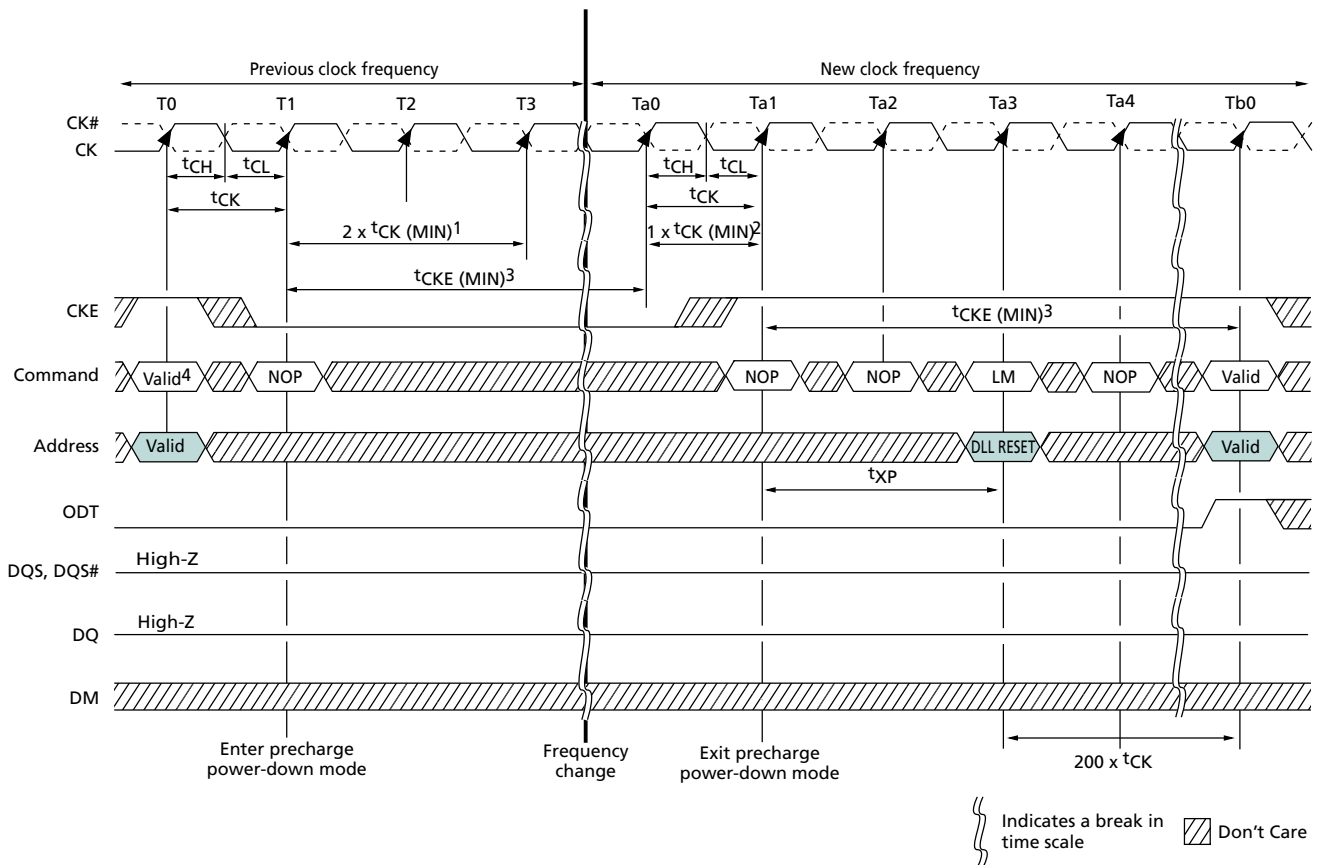 Previous clock frequency New clock frequency
T0 T1 T2 T3 Ta0 Ta1 Ta2 Ta3 Ta4 Tb0
CK#
CK
tCH tCL tCH tCL
tCK tCK
2 x tCK (MIN)1 1 x tCK (MIN)2
tCKE (MIN)3
CKE tCKE (MIN)3
Command Valid4 NOP NOP NOP LM NOP Valid
Address Valid DLL RESET Valid
tXP
ODT
High-Z
DQS, DQS#
High-Z
DQ
DM
Enter precharge
power-down mode
Frequency
change
Exit precharge
power-down mode
200 x tCK
Indicates a break in
time scale
Don't Care